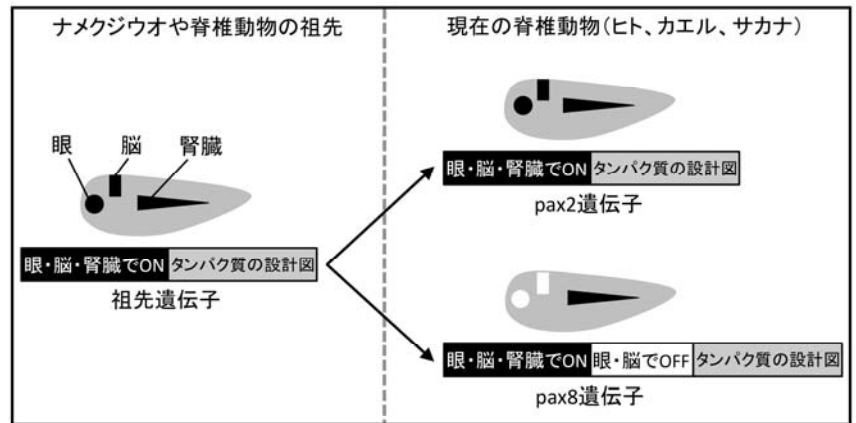 ナメクジウオや脊椎動物の祖先
眼
脳
腎臓
眼・脳・腎臓でON
タンパク質の設計図
祖先遺伝子
現在の脊椎動物(ヒト、カエル、サカナ)
眼・脳・腎臓でON
タンパク質の設計図
pax2遺伝子
眼・脳・腎臓でON
眼・脳でOFF
タンパク質の設計図
pax8遺伝子